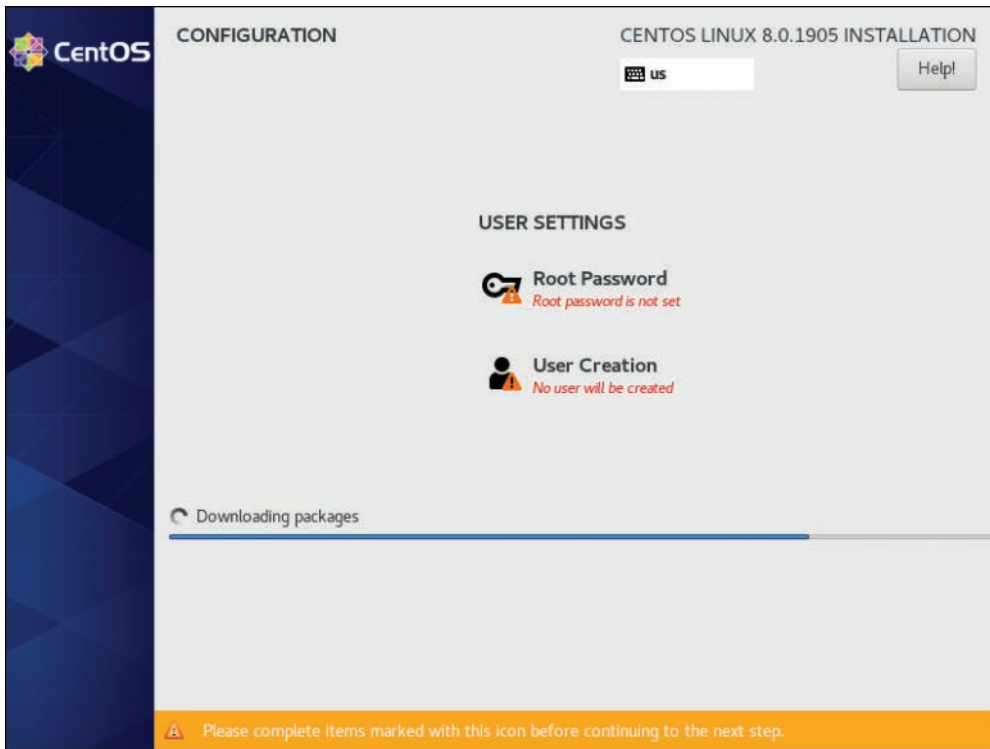 CentOS
CONFIGURATION
CENTOS LINUX 8.0.1905 INSTALLATION
us
Help!
USER SETTINGS
Root Password
Root password is not set
User Creation
No user will be created
Downloading packages
Please complete items marked with this icon before continuing to the next step.